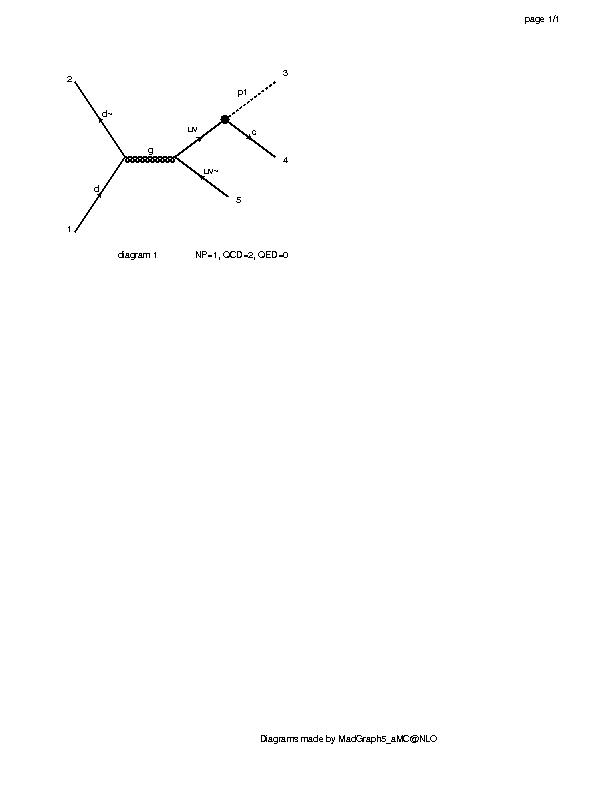 page 1/1
3
2
p1
d~
uv
c
g
4
uv~
d
5
1
diagram 1
NP=1, QCD=2, QED=0
Diagrams made by MadGraph5_aMC@NLO